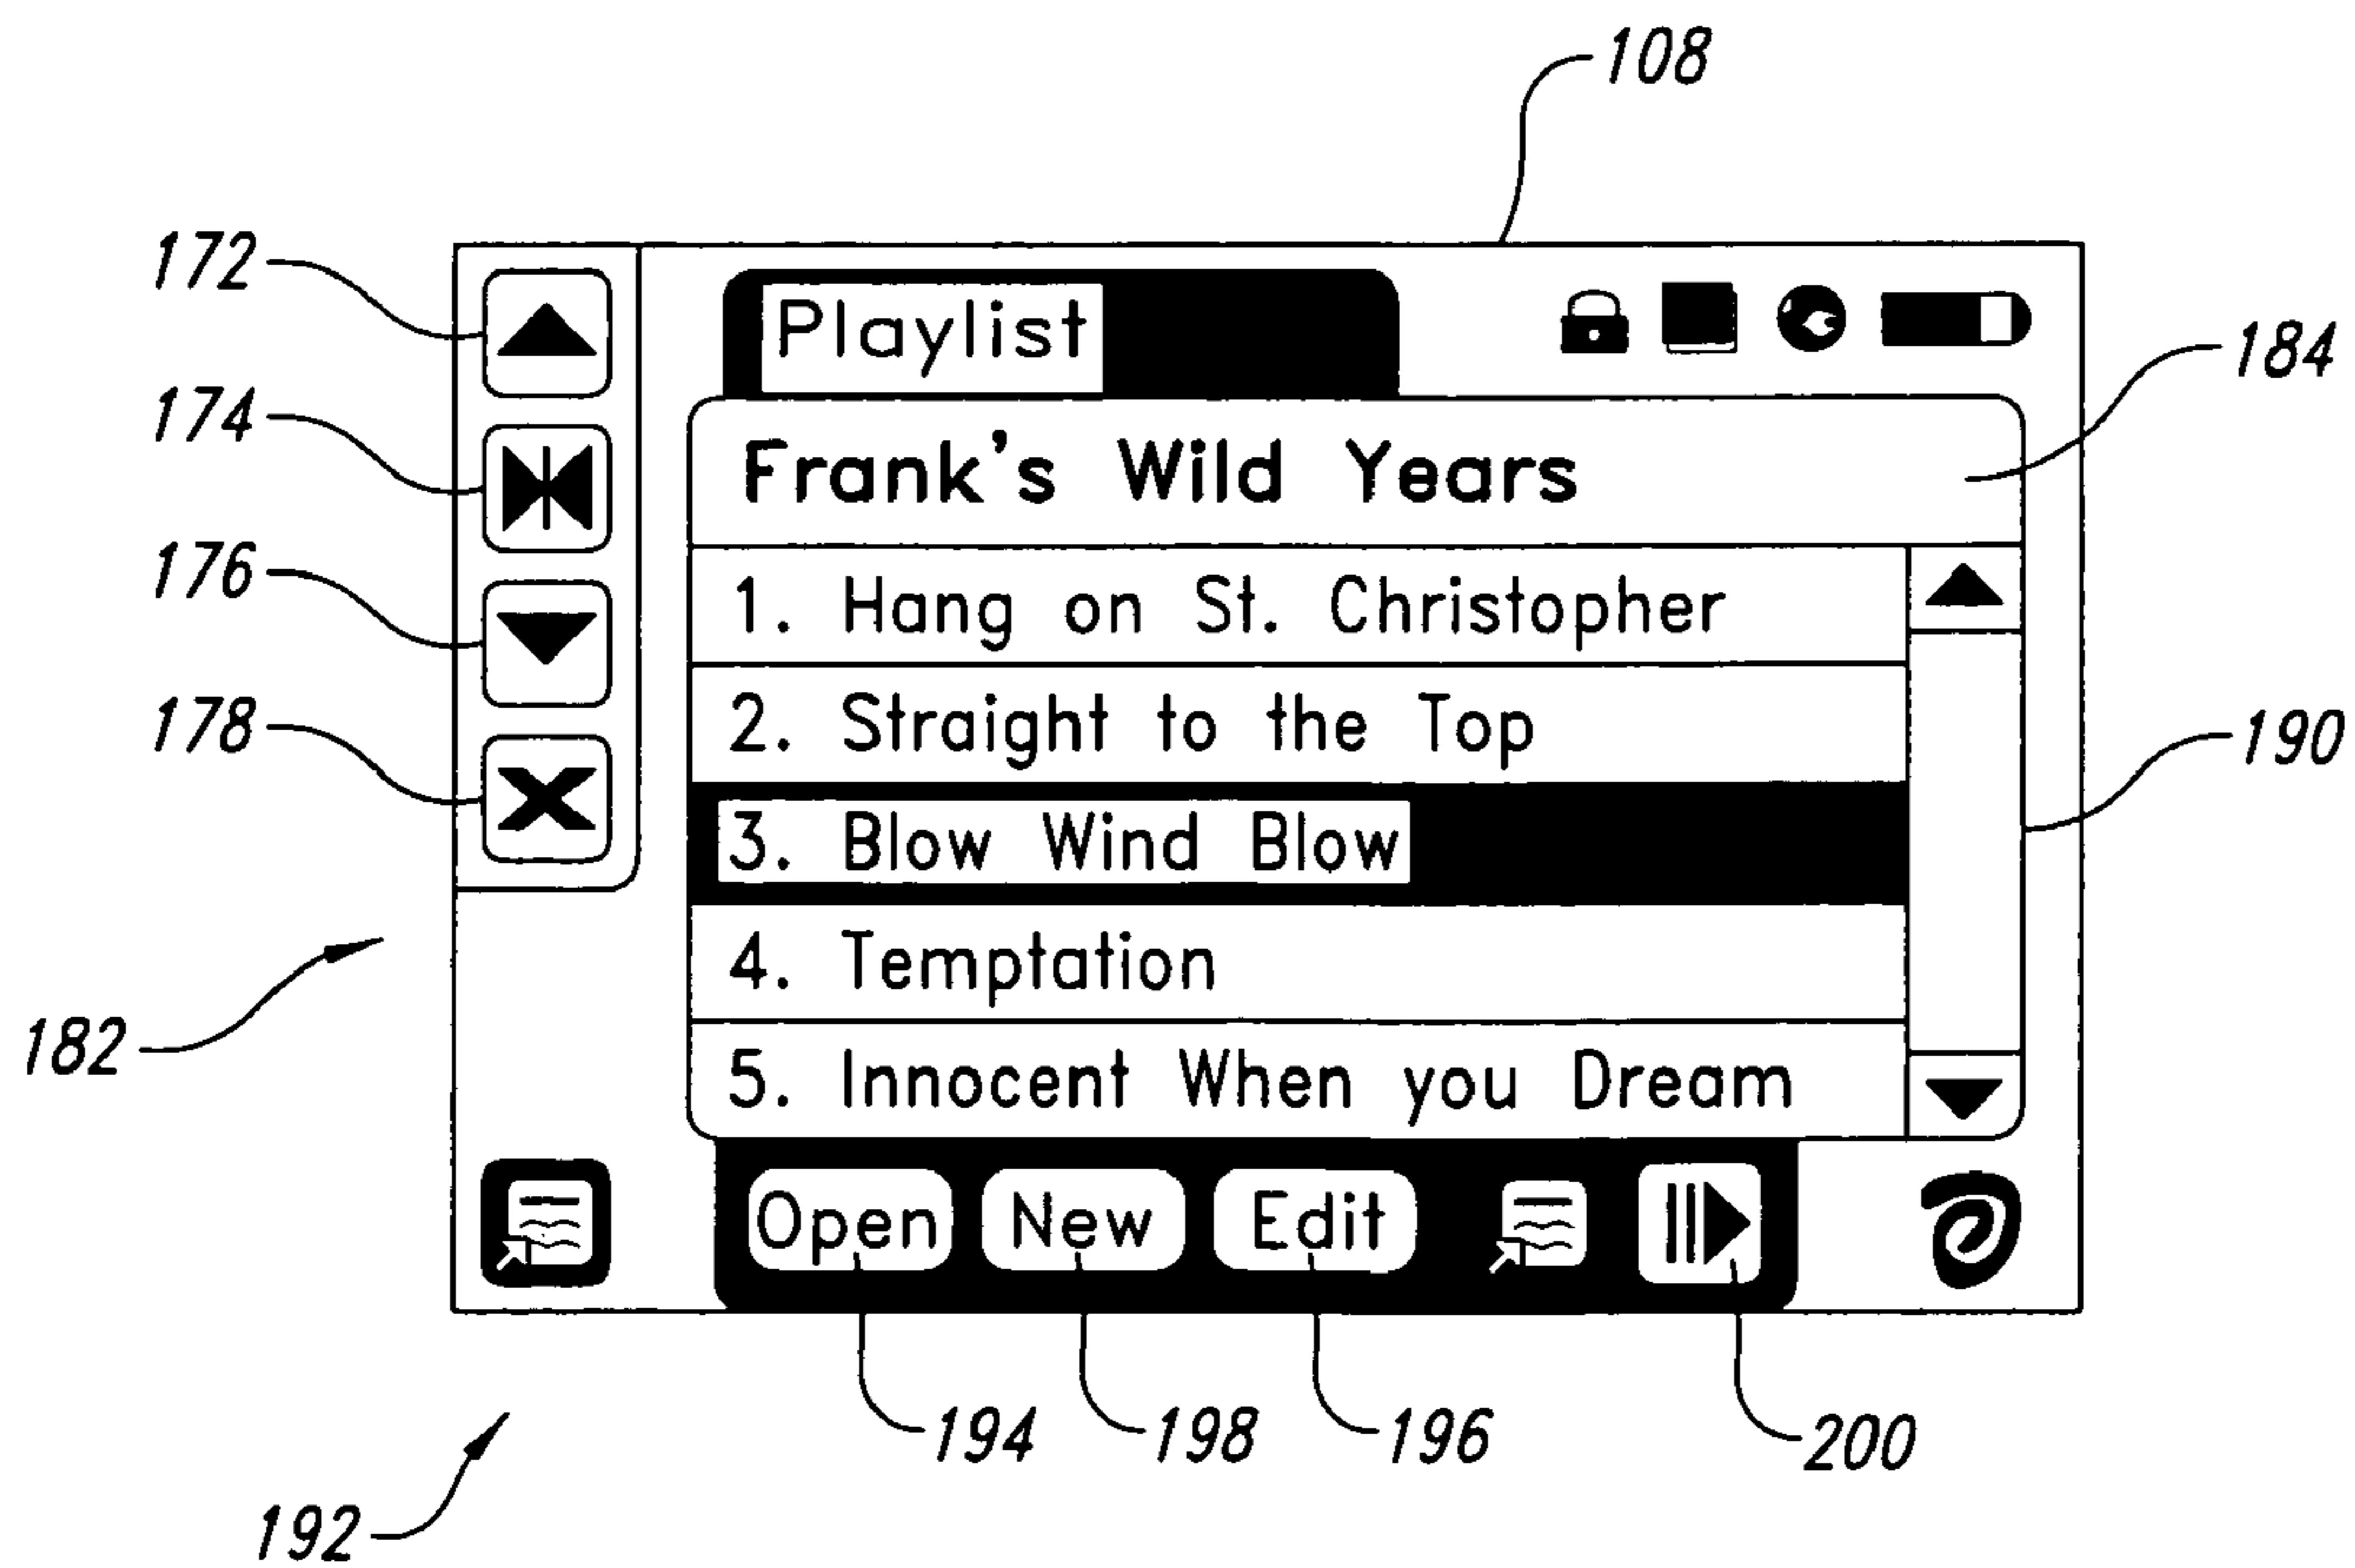 108
172
Playlist
184
174
Frank's Wild Years
176
1. Hang on St. Christopher
178
2. Straight to the Top
190
3. Blow Wind Blow
4. Temptation
182
5. Innocent When you Dream
Open New Edit
194 198 196 200
192